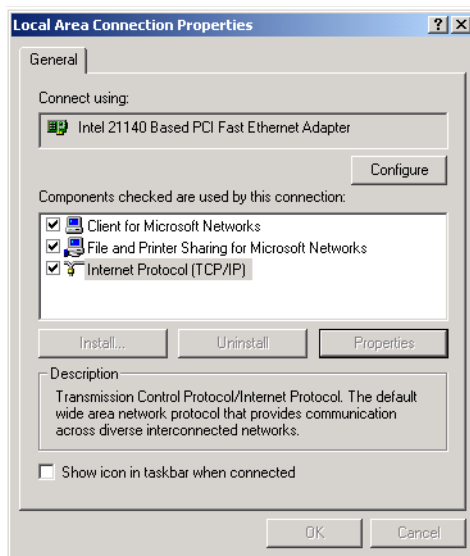 Local Area Connection Properties
General
Connect using:
Intel 21140 Based PCI Fast Ethernet Adapter
Configure
Components checked are used by this connection:
Client for Microsoft Networks
File and Printer Sharing for Microsoft Networks
Internet Protocol (TCP/IP)
Install... Uninstall Properties
Description
Transmission Control Protocol/Internet Protocol. The default
wide area network protocol that provides communication
across diverse interconnected networks.
Show icon in taskbar when connected
OK Cancel